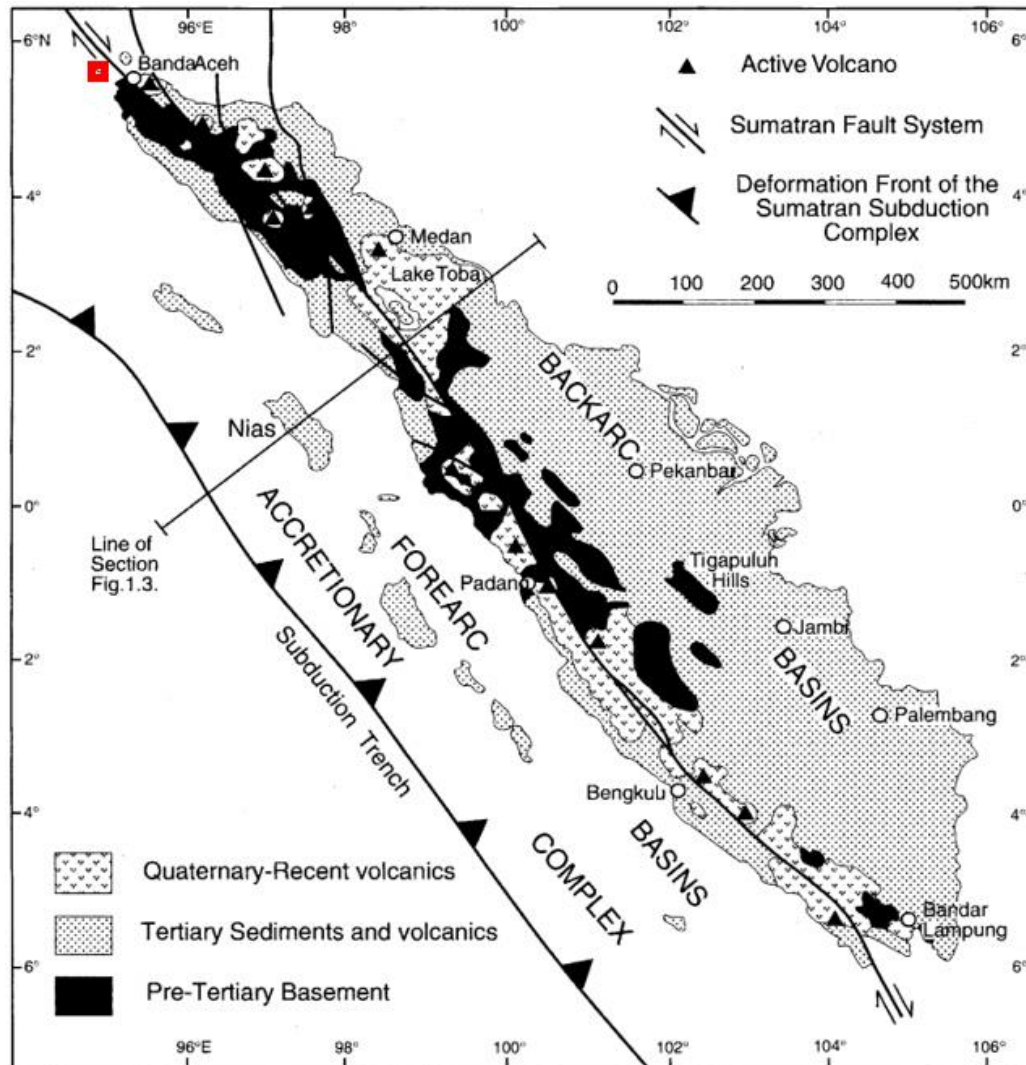 96°E
98°
100°
102°
104°
106°
6°N
6°
BandaAceh
Active Volcano
Sumatran Fault System
4°
4°
Deformation Front of the
Sumatran Subduction
Complex
Medan
Lake Toba
0 100 200 300 400 500km
2°
2°
BACKARC
Nias
Pekanbar
0°
0°
ACCRETIONARY
FOREARC
Line of
Section
Fig.1.3.
Tigapuluh
Hills
Padang
Jambi
2°
2°
Subduction Trench
BASINS
Palembang
Bengkulu
4°
4°
COMPLEX
BASINS
Quaternary-Recent volcanics
Tertiary Sediments and volcanics
Bandar
Lampung
6°
6°
Pre-Tertiary Basement
96°
98°
100°
102°
104°
106°